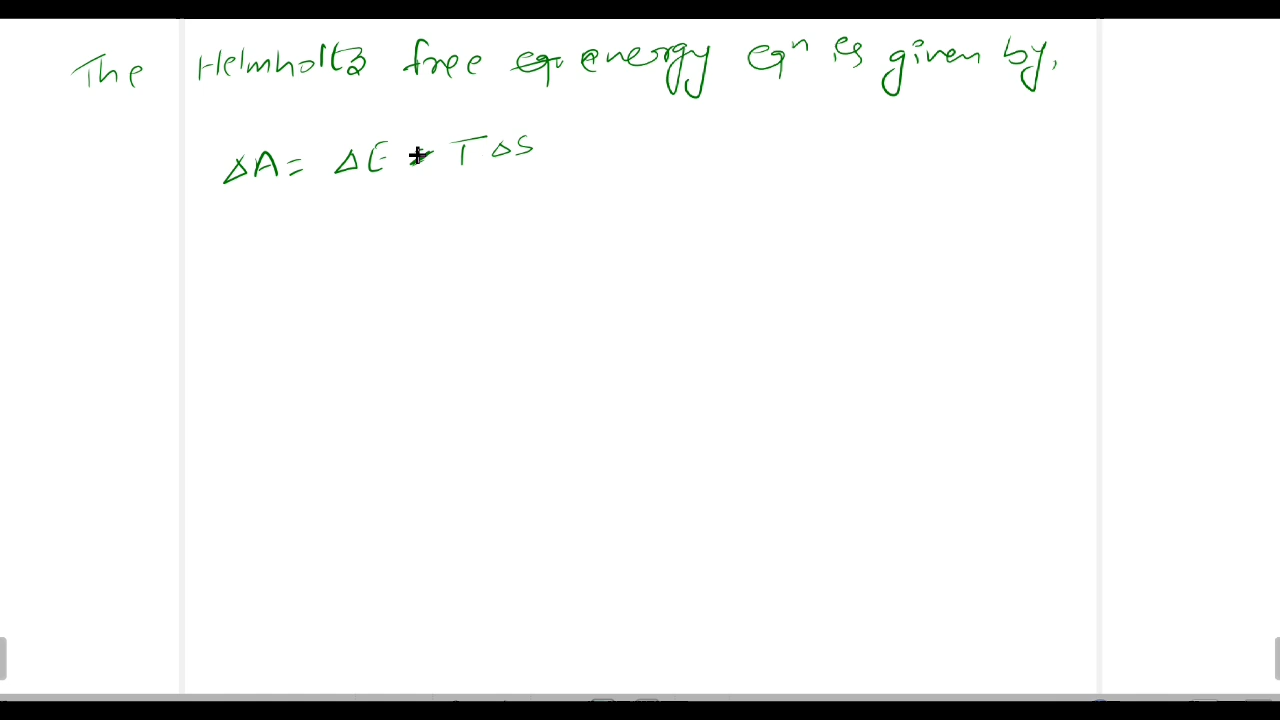 The Helmholtz free energy eqⁿ is given by,
ΔA = ΔE - TΔS